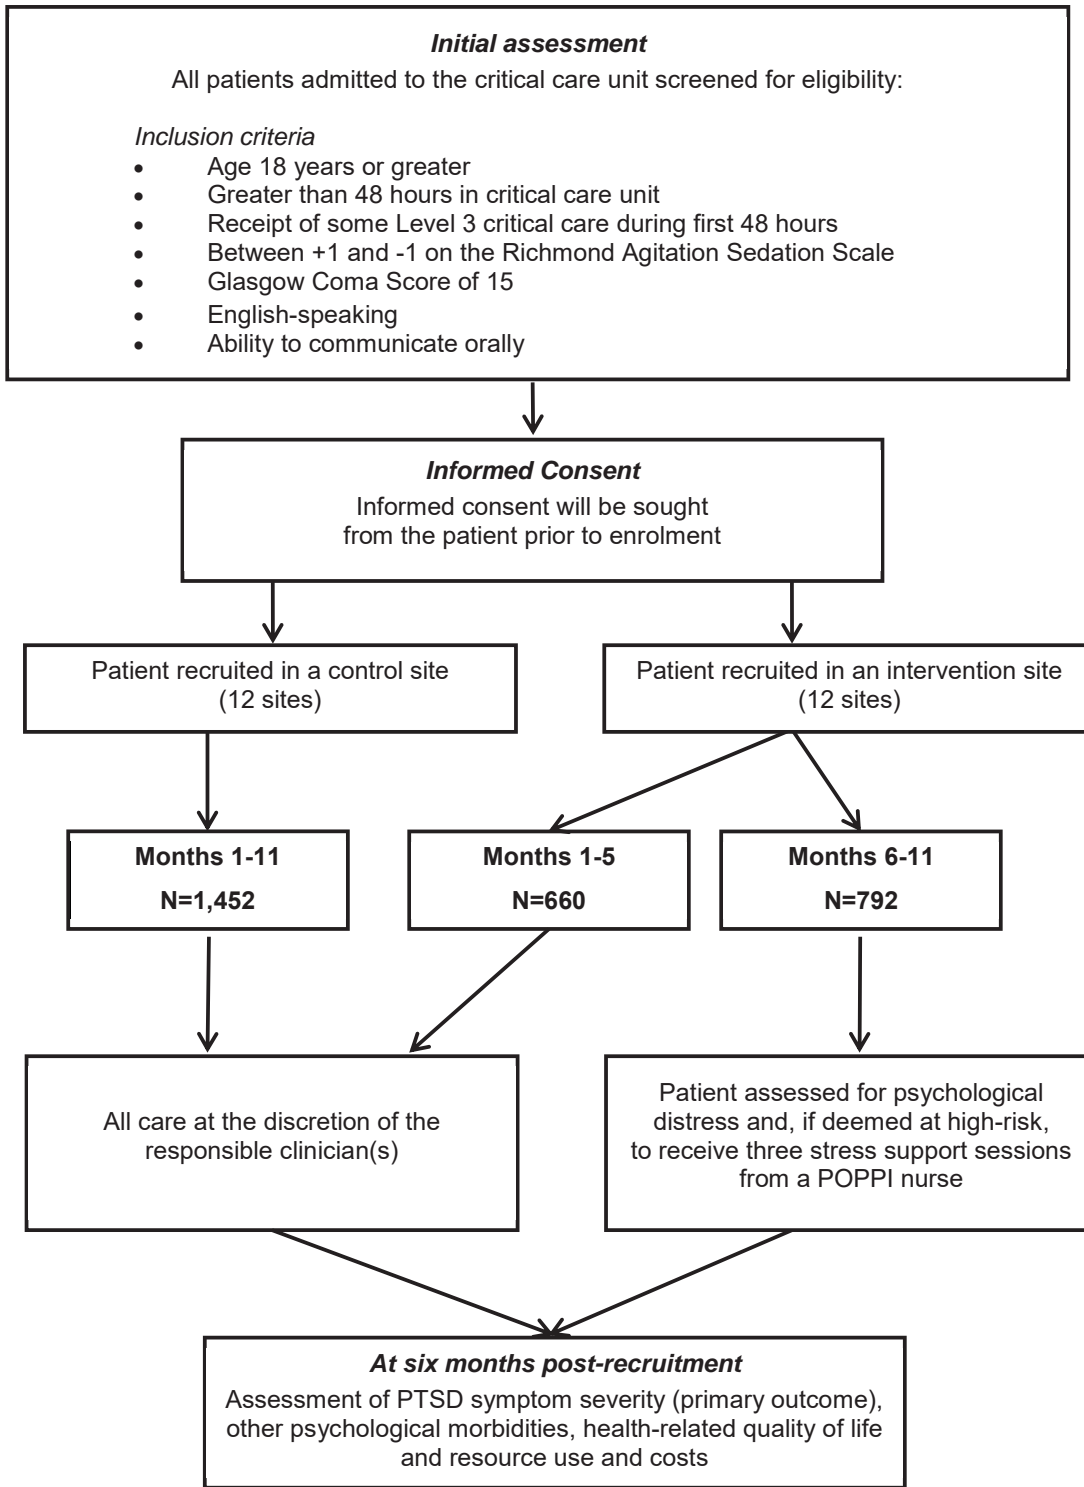 Initial assessment
All patients admitted to the critical care unit screened for eligibility:
Inclusion criteria
• Age 18 years or greater
• Greater than 48 hours in critical care unit
• Receipt of some Level 3 critical care during first 48 hours
• Between +1 and -1 on the Richmond Agitation Sedation Scale
• Glasgow Coma Score of 15
• English-speaking
• Ability to communicate orally
Informed Consent
Informed consent will be sought
from the patient prior to enrolment
Patient recruited in a control site
(12 sites)
Patient recruited in an intervention site
(12 sites)
Months 1-11
N=1,452
Months 1-5
N=660
Months 6-11
N=792
All care at the discretion of the
responsible clinician(s)
Patient assessed for psychological
distress and, if deemed at high-risk,
to receive three stress support sessions
from a POPPI nurse
At six months post-recruitment
Assessment of PTSD symptom severity (primary outcome),
other psychological morbidities, health-related quality of life
and resource use and costs